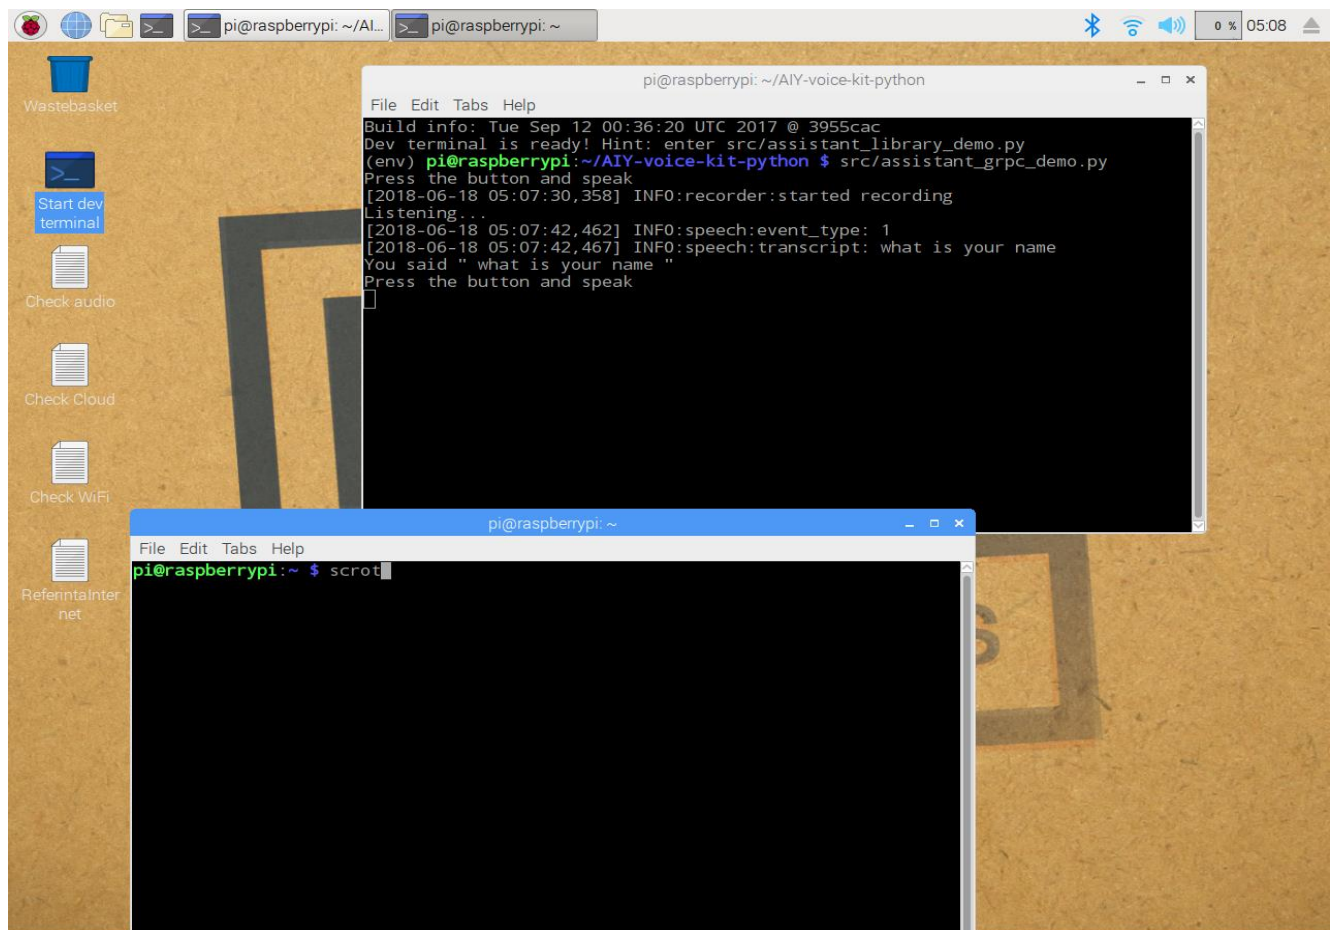 pi@raspberrypi: ~/AI... pi@raspberrypi: ~ 0 % 05:08
Wastebasket
Start dev
terminal
Check audio
Check Cloud
Check WiFi
ReferintaInter
net
pi@raspberrypi: ~/AIY-voice-kit-python
File Edit Tabs Help
Build info: Tue Sep 12 00:36:20 UTC 2017 @ 3955cac
Dev terminal is ready! Hint: enter src/assistant_library_demo.py
(env) pi@raspberrypi:~/AIY-voice-kit-python $ src/assistant_grpc_demo.py
Press the button and speak
[2018-06-18 05:07:30,358] INFO:recorder:started recording
Listening...
[2018-06-18 05:07:42,462] INFO:speech:event_type: 1
[2018-06-18 05:07:42,467] INFO:speech:transcript: what is your name
You said " what is your name "
Press the button and speak
pi@raspberrypi: ~
File Edit Tabs Help
pi@raspberrypi:~ $ scrot
S